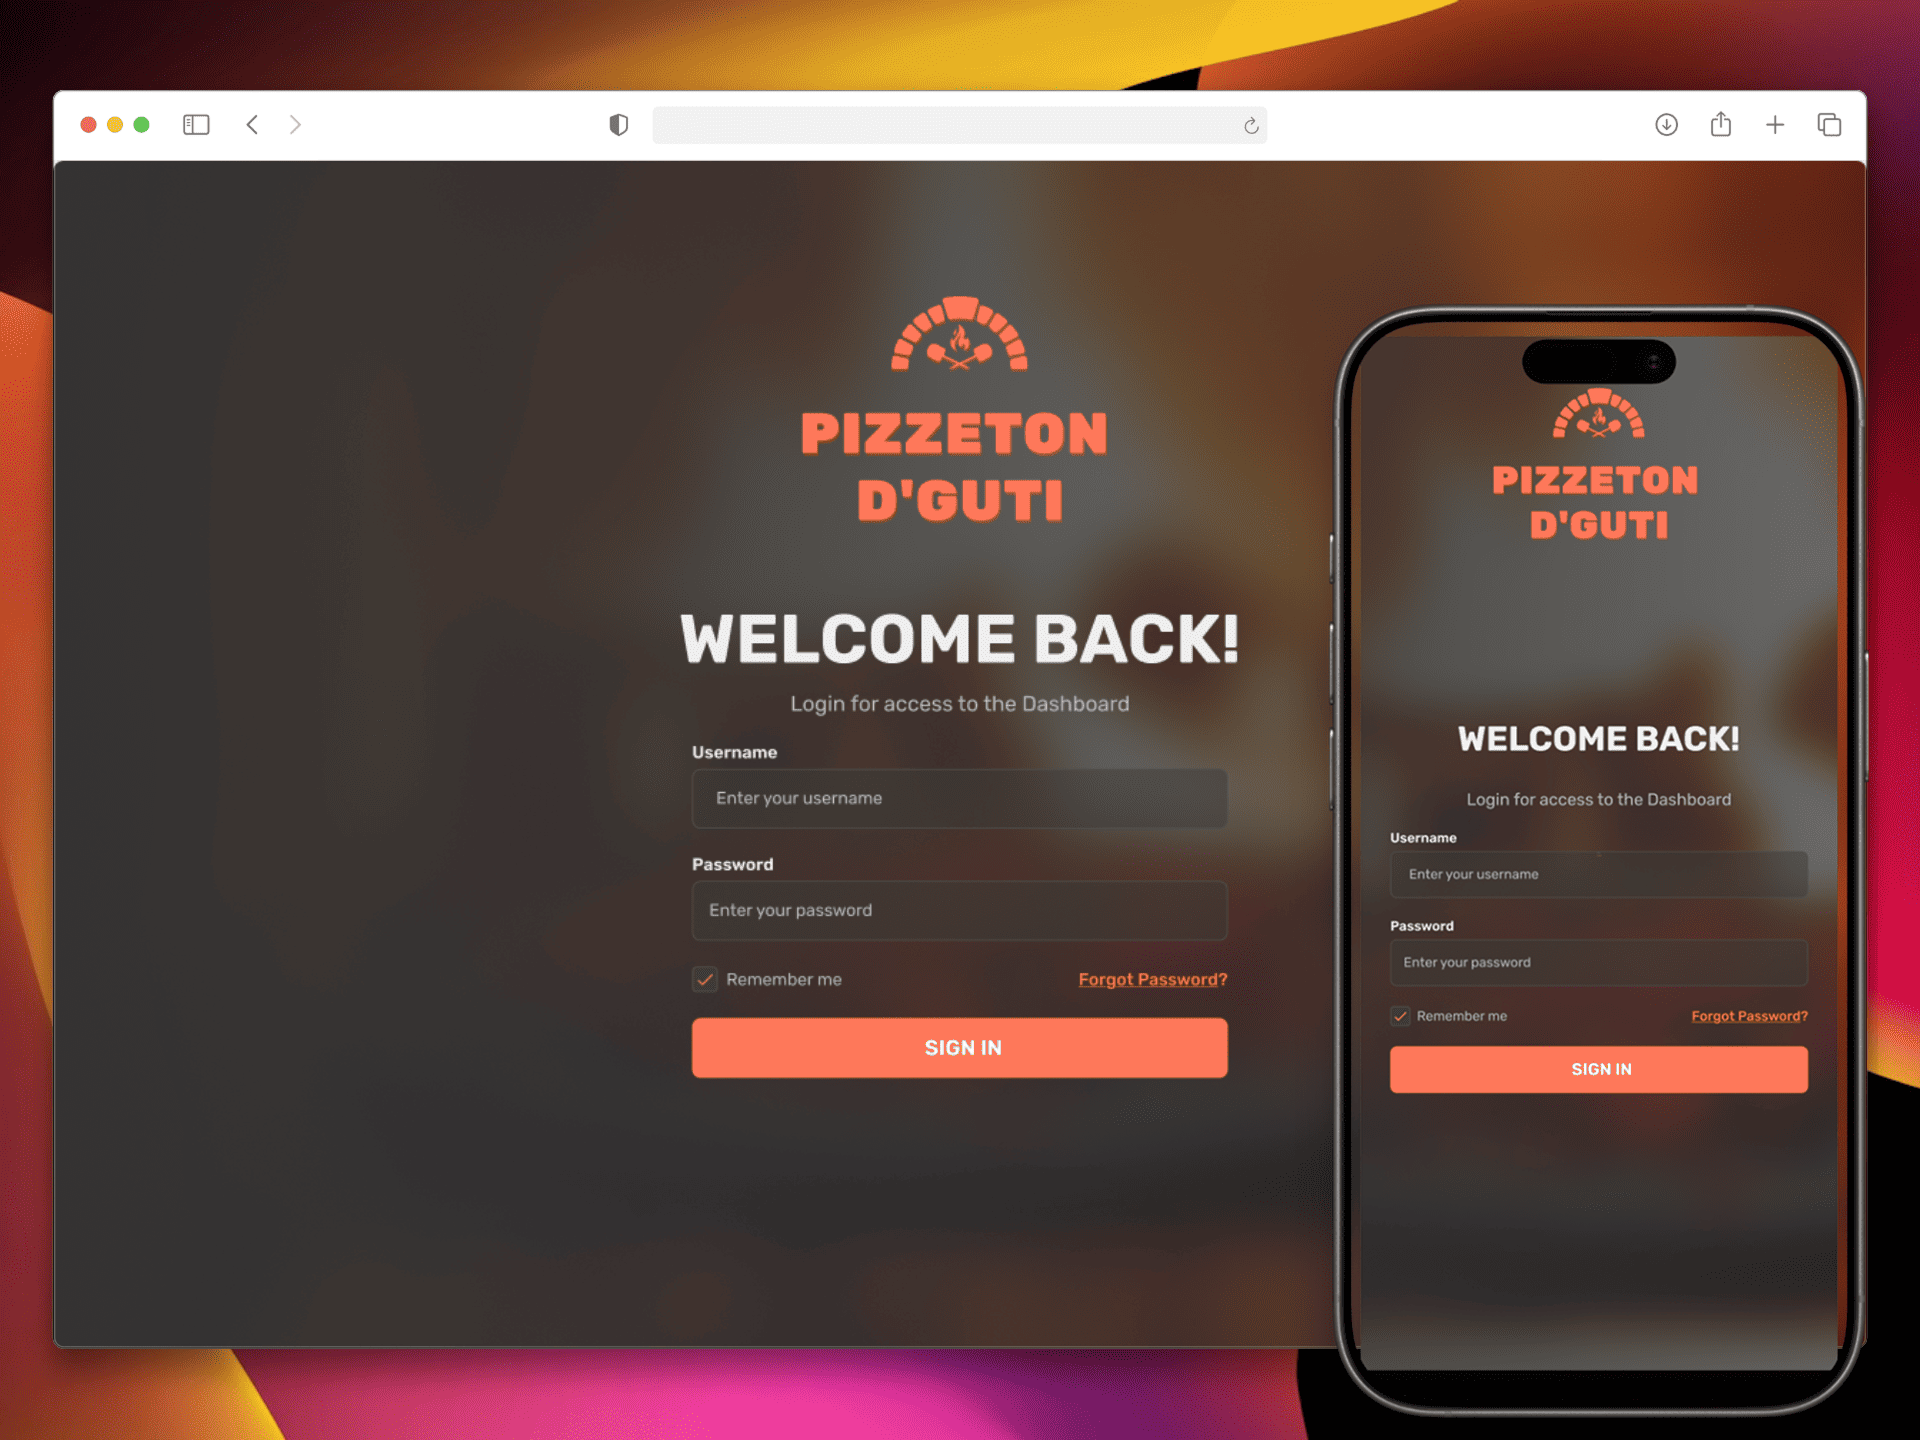 PIZZETON
D'GUTI
WELCOME BACK!
Login for access to the Dashboard
Username
Enter your username
Password
Enter your password
Remember me
Forgot Password?
SIGN IN
PIZZETON
D'GUTI
WELCOME BACK!
Login for access to the Dashboard
Username
Enter your username
Password
Enter your password
Remember me
Forgot Password?
SIGN IN